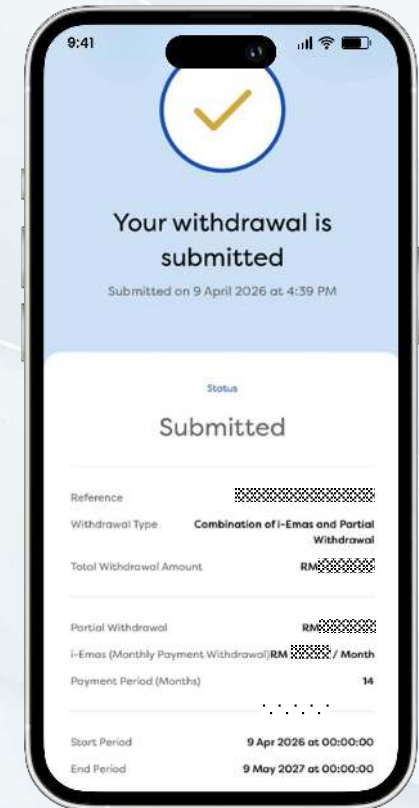 9:41
Your withdrawal is
submitted
Submitted on 9 April 2026 at 4:39 PM
Status
Submitted
Reference
Withdrawal Type Combination of i-Emas and Partial
Withdrawal
Total Withdrawal Amount RM
Partial Withdrawal RM
i-Emas (Monthly Payment Withdrawal) RM / Month
Payment Period (Months) 14
Start Period 9 Apr 2026 at 00:00:00
End Period 9 May 2027 at 00:00:00